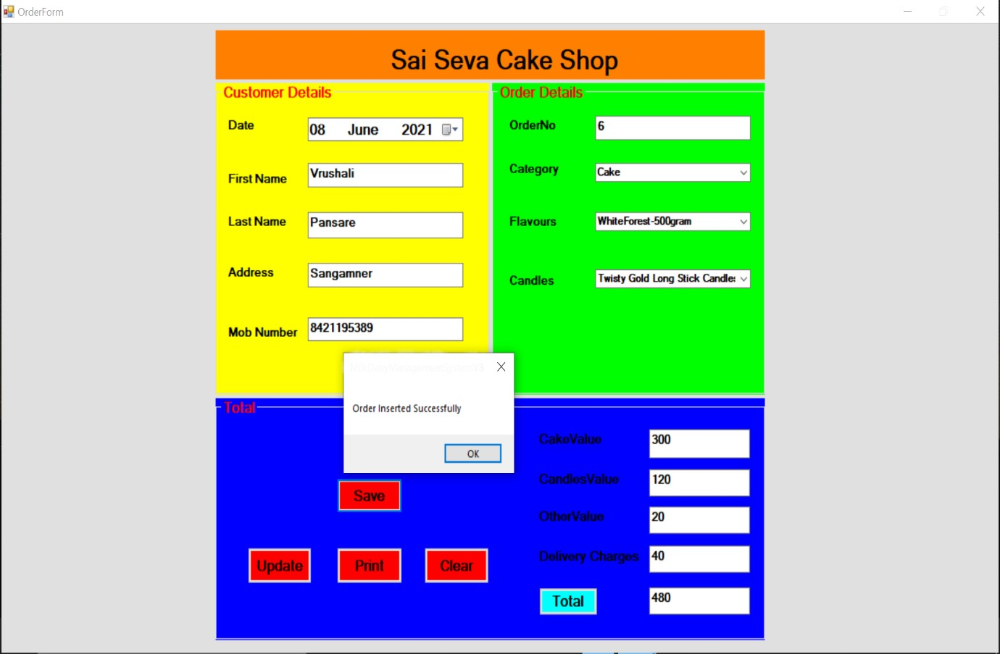 OrderForm
Sai Seva Cake Shop
Customer Details
Date
08 June 2021
First Name
Vrushali
Last Name
Pansare
Address
Sangamner
Mob Number
8421195389
Order Details
OrderNo
6
Category
Cake
Flavours
WhiteForest-500gram
Candles
Twisty Gold Long Stick Candles
Order Inserted Successfully
OK
Total
Save
Update
Print
Clear
CakeValue
300
CandlesValue
120
OtherValue
20
Delivery Charges
40
Total
480